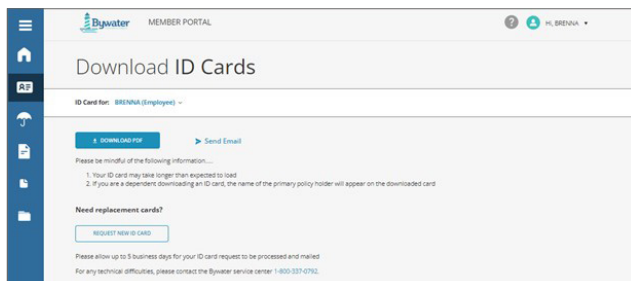 Bywater MEMBER PORTAL ? HI, BRENNA
Download ID Cards
ID Card for: BRENNA (Employee)
DOWNLOAD PDF Send Email
Please be mindful of the following information....
1. Your ID card may take longer than expected to load
2. If you are a dependent downloading an ID card, the name of the primary policy holder will appear on the downloaded card
Need replacement cards?
REQUEST NEW ID CARD
Please allow up to 5 business days for your ID card request to be processed and mailed
For any technical difficulties, please contact the Bywater service center 1-800-337-0792.